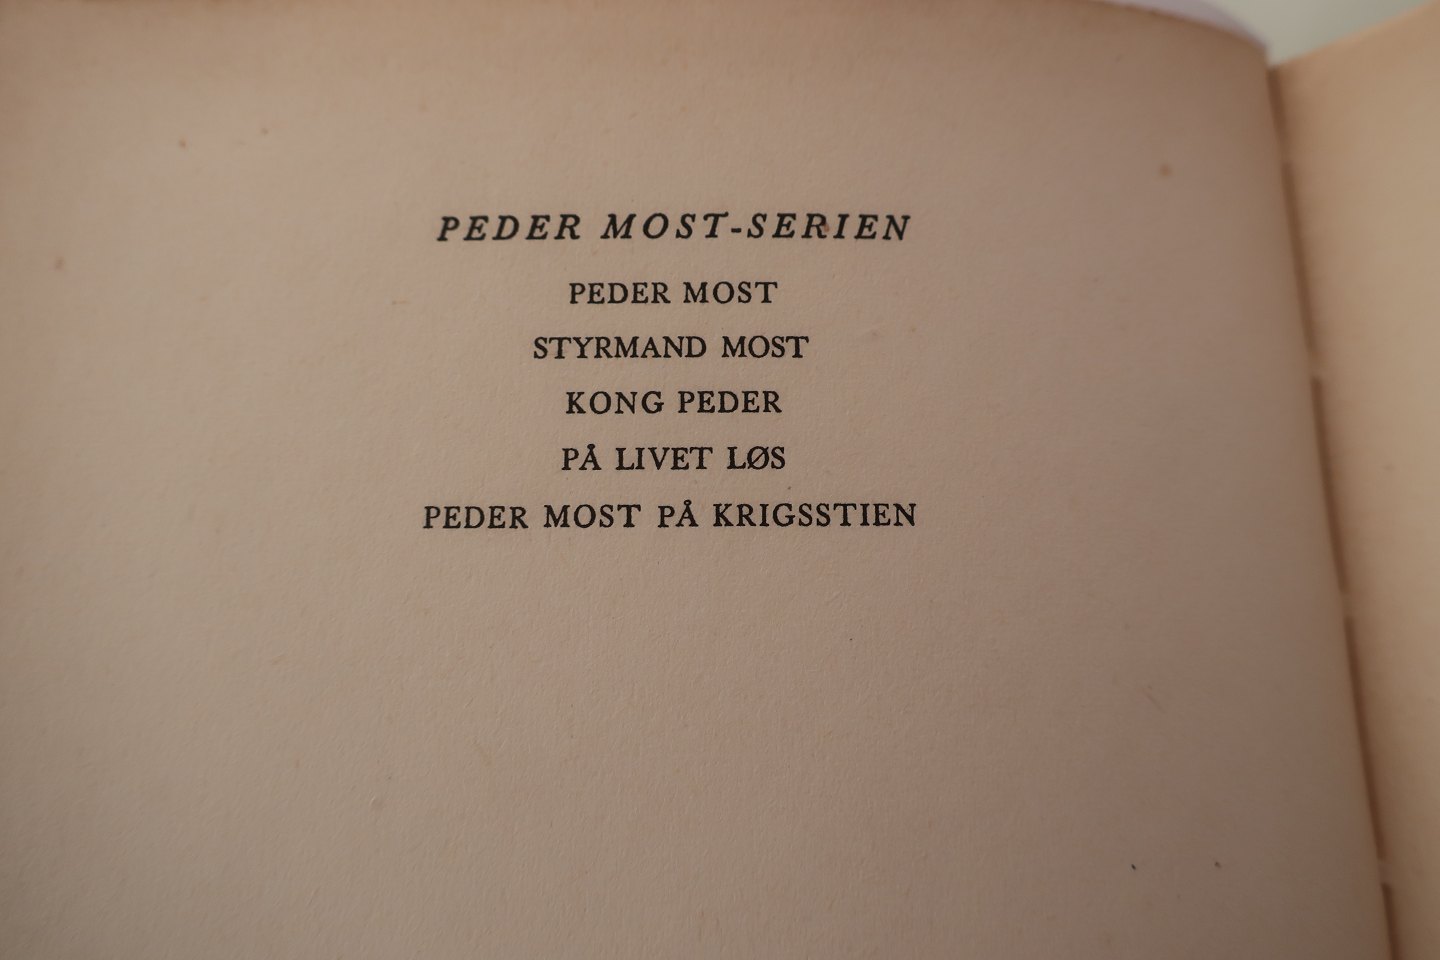 PEDER MOST-SERIEN
PEDER MOST
STYRMAND MOST
KONG PEDER
PÅ LIVET LØS
PEDER MOST PÅ KRIGSSTIEN